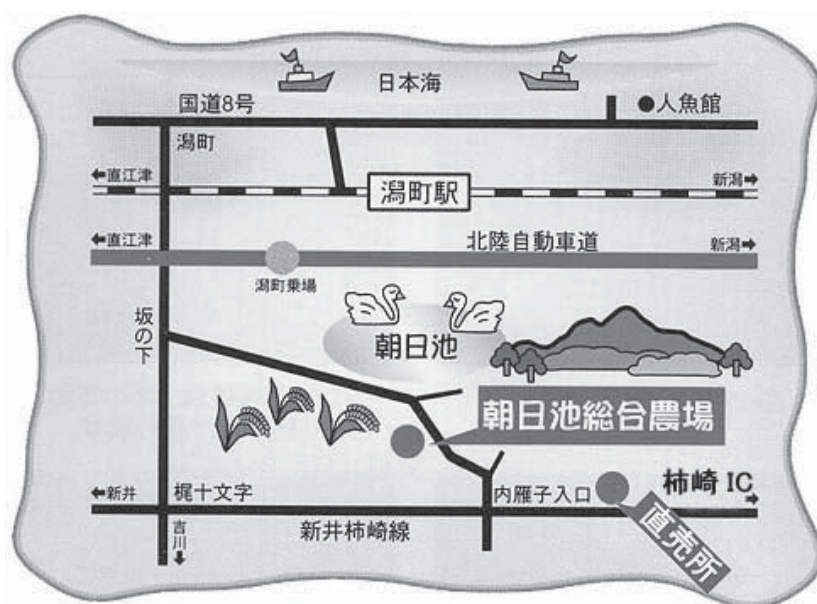 日本海
国道8号
●人魚館
潟町
←直江津
潟町駅
新潟→
←直江津
北陸自動車道
新潟→
潟町乗場
坂の下
朝日池
朝日池総合農場
←新井
梶十文字
内雁子入口
柿崎 IC
→
吉川
↓
新井柿崎線
直売所